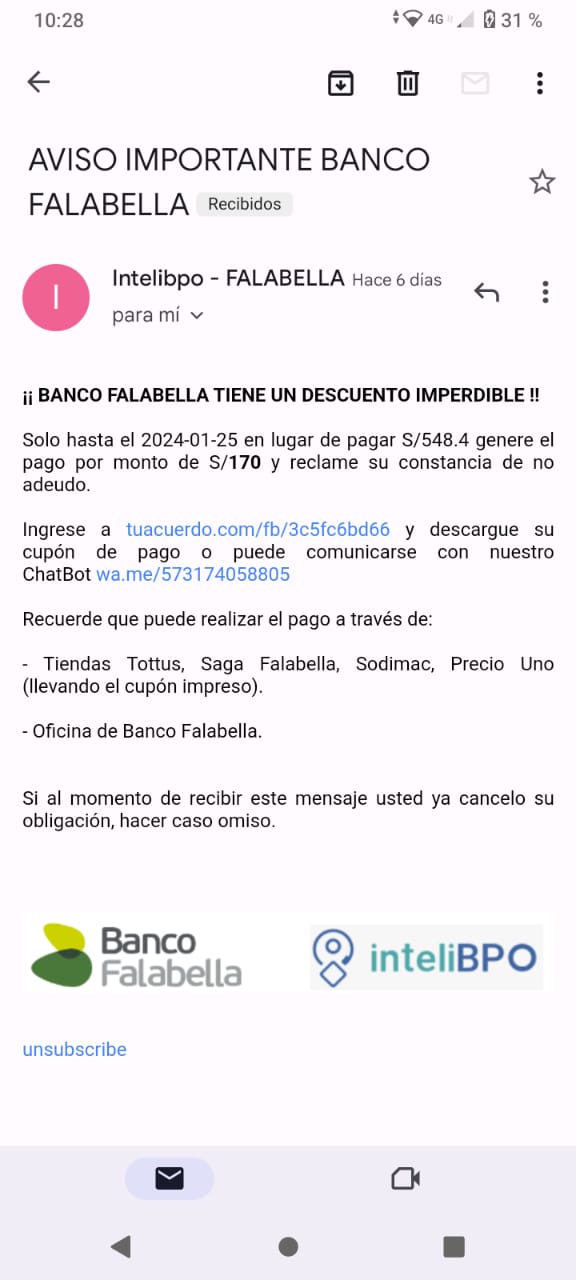 10:28
4G
31 %
AVISO IMPORTANTE BANCO
FALABELLA Recibidos
I
Intelibpo - FALABELLA Hace 6 días
para mí
¡¡ BANCO FALABELLA TIENE UN DESCUENTO IMPERDIBLE !!
Solo hasta el 2024-01-25 en lugar de pagar S/548.4 genere el
pago por monto de S/170 y reclame su constancia de no
adeudo.
Ingrese a tuacuerdo.com/fb/3c5fc6bd66 y descargue su
cupón de pago o puede comunicarse con nuestro
ChatBot wa.me/573174058805
Recuerde que puede realizar el pago a través de:
- Tiendas Tottus, Saga Falabella, Sodimac, Precio Uno
(llevando el cupón impreso).
- Oficina de Banco Falabella.
Si al momento de recibir este mensaje usted ya cancelo su
obligación, hacer caso omiso.
Banco
Falabella
inteliBPO
unsubscribe